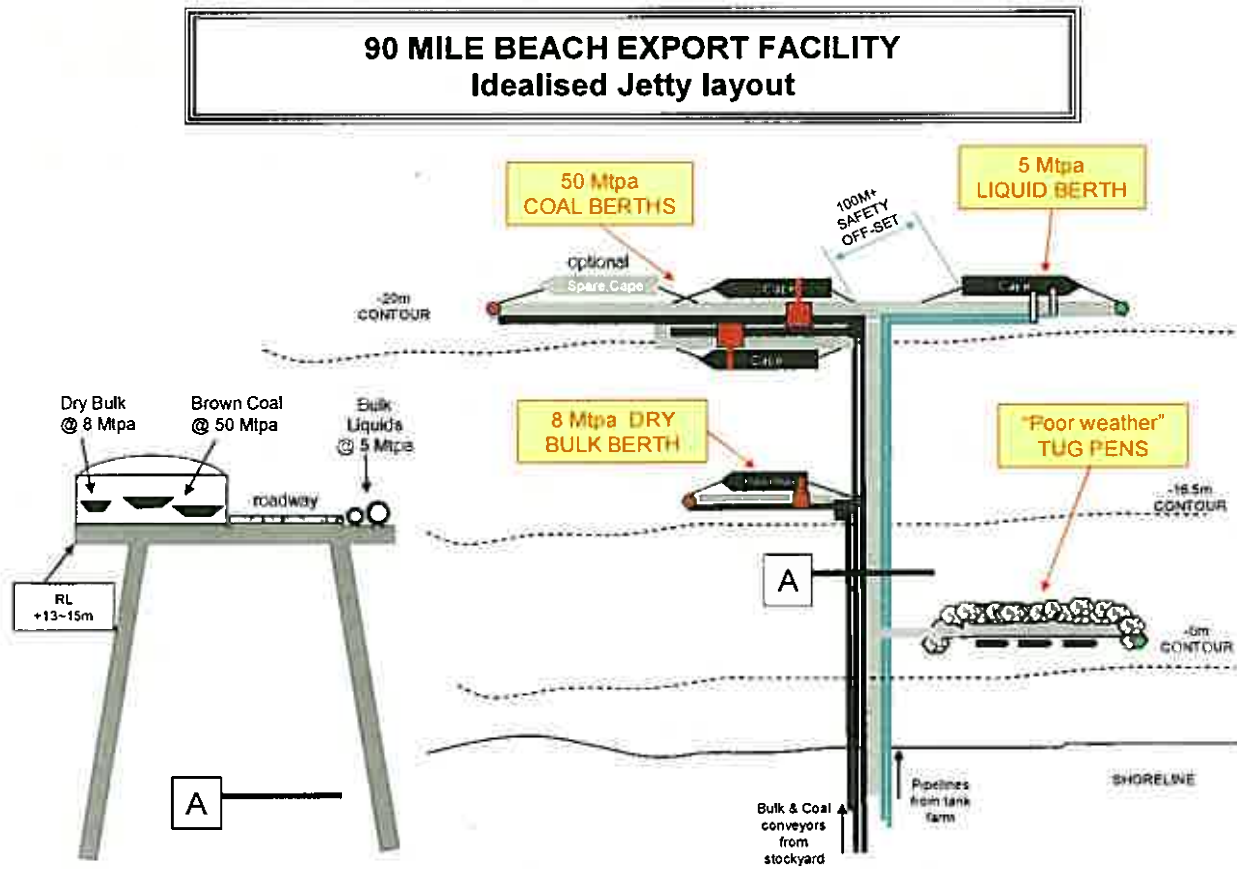 90 MILE BEACH EXPORT FACILITY
Idealised Jetty layout
50 Mtpa
COAL BERTHS
100M+
SAFETY
OFF-SET
5 Mtpa
LIQUID BERTH
optional
Spare Cape
Cape
Cape
-20m
CONTOUR
Cape
Dry Bulk
@ 8 Mtpa
Brown Coal
@ 50 Mtpa
Bulk
Liquids
@ 5 Mtpa
8 Mtpa DRY
BULK BERTH
"Poor weather"
TUG PENS
roadway
-16.5m
CONTOUR
A
RL
+13~15m
CONTOUR
A
SHORELINE
Pipelines
from tank
farm
Bulk & Coal
conveyors
from
stockyard